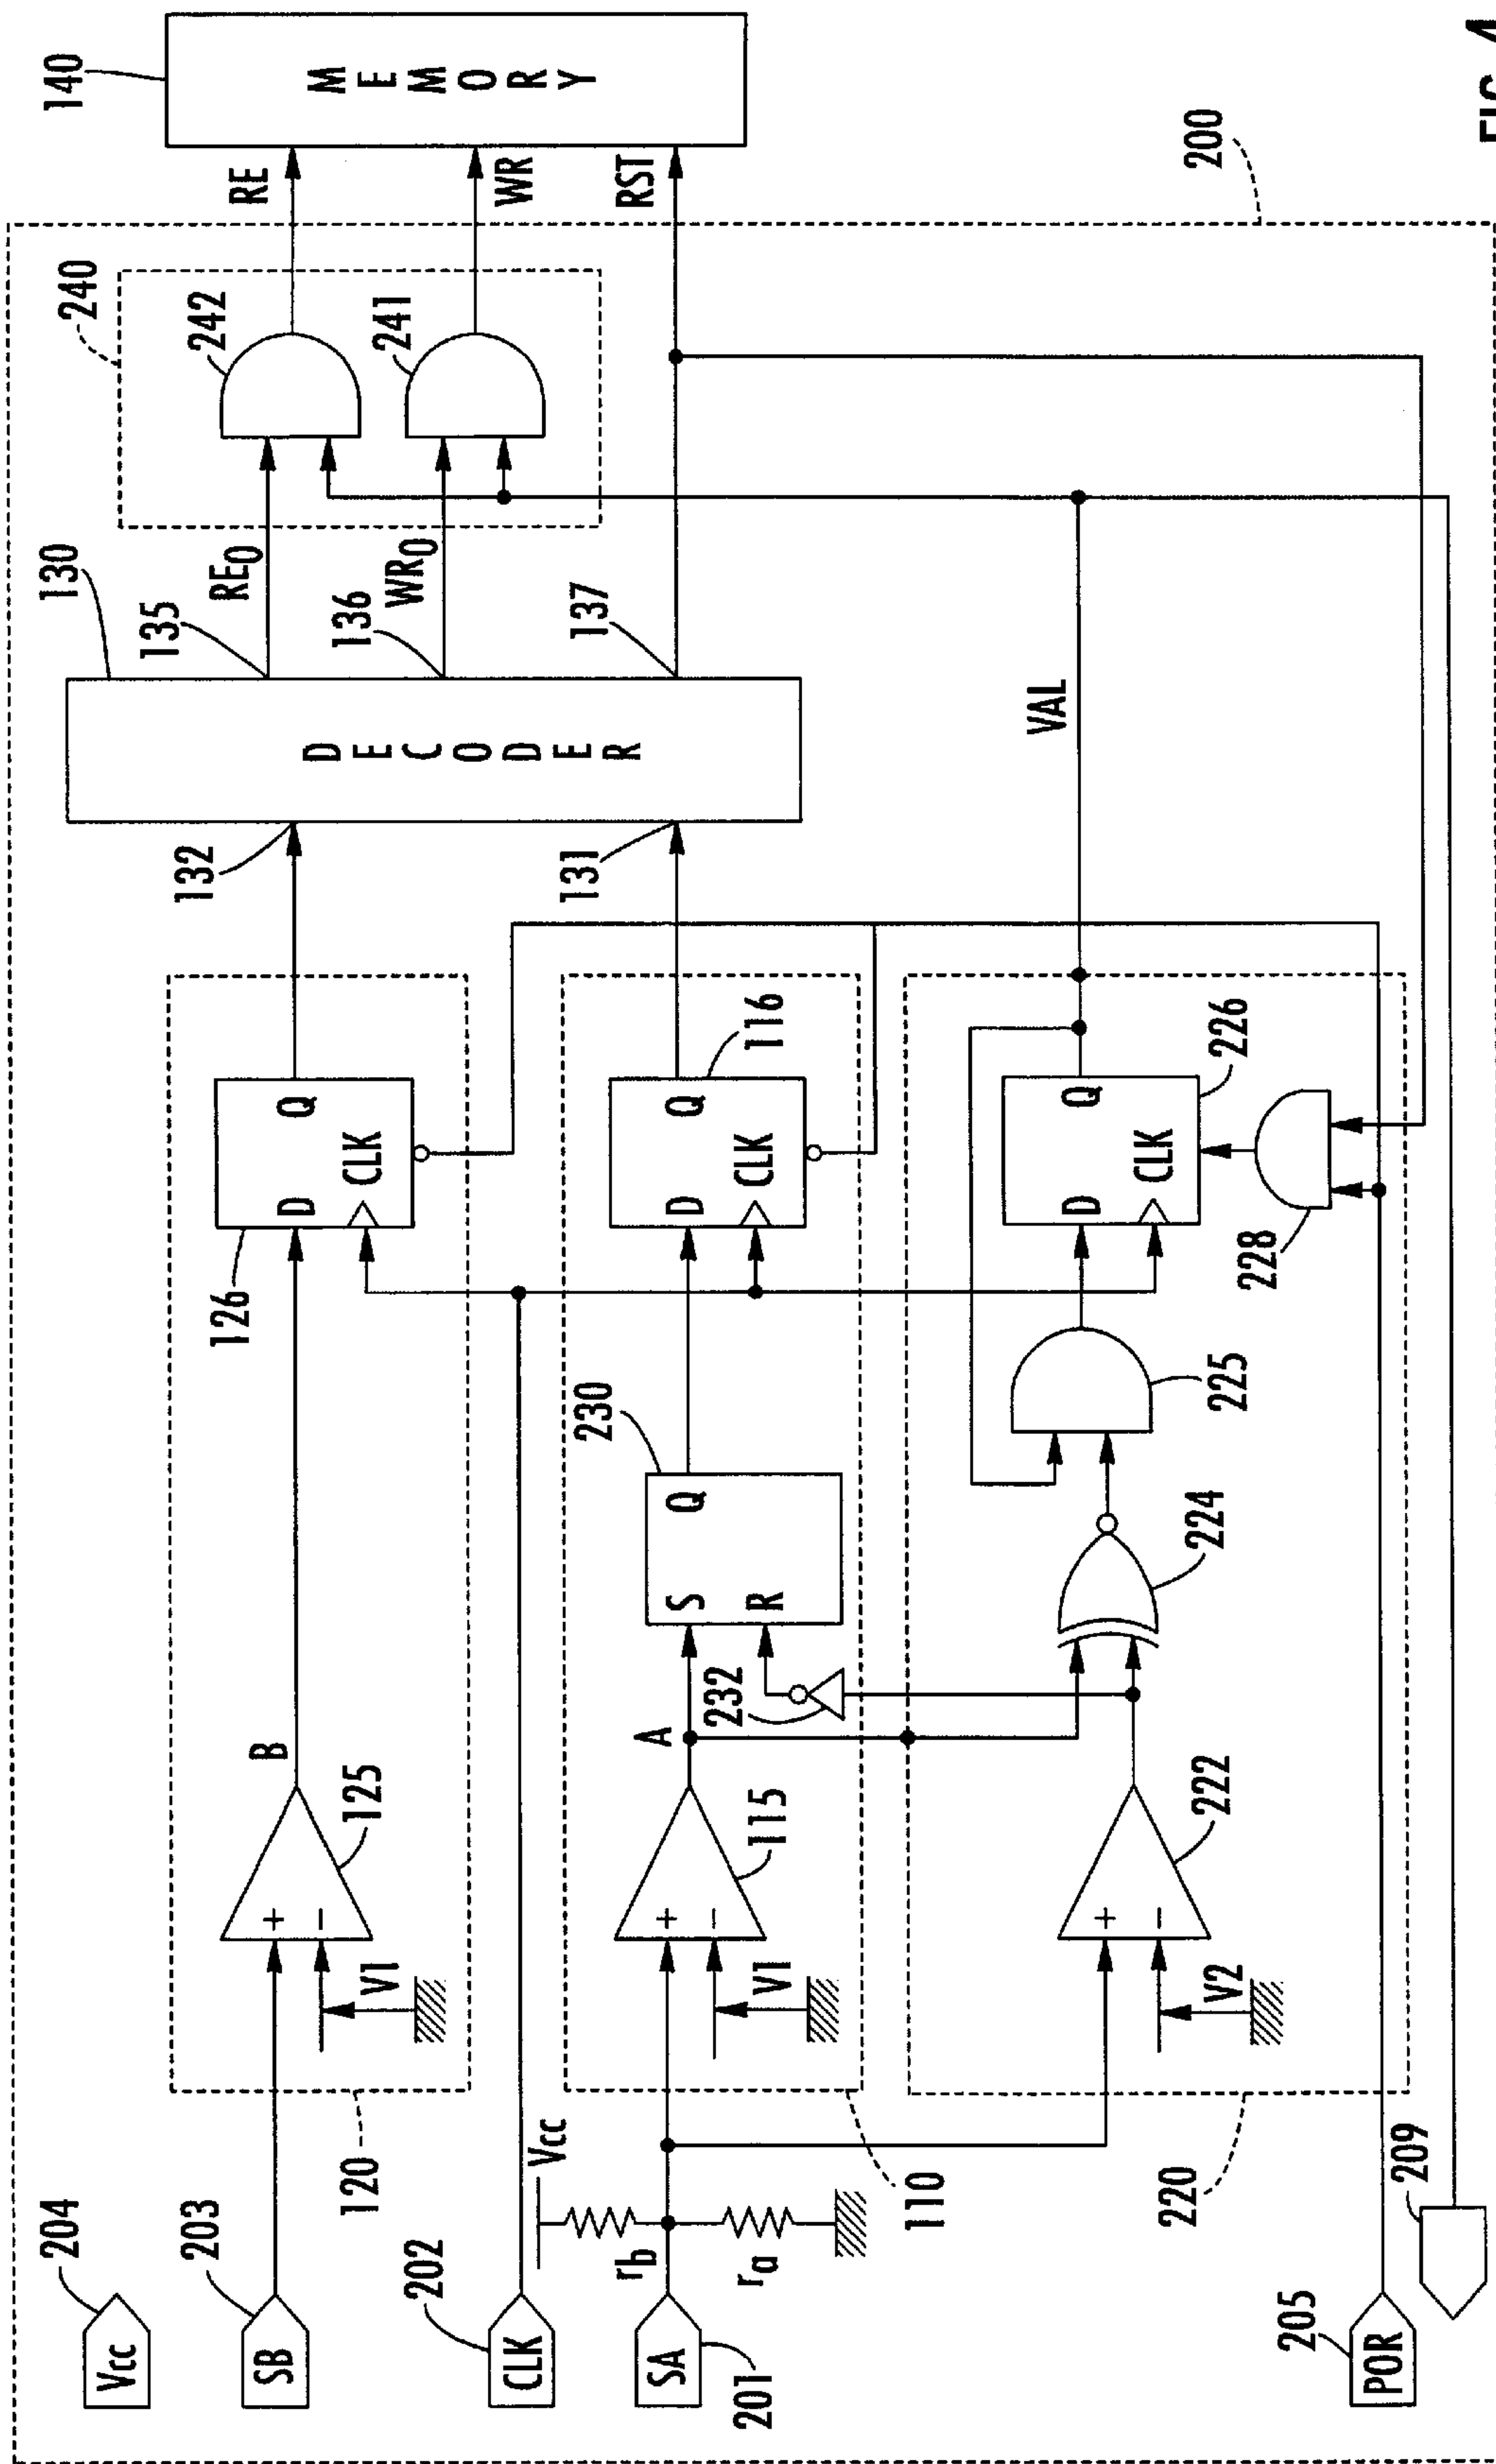 204
Vcc
203
SB
202
CLK
201
SA
205
POR
209
120
B
125
+
−
V1
126
D
Q
CLK
132
Vcc
rb
ra
110
A
115
+
−
V1
232
230
S
Q
R
116
D
Q
CLK
131
220
222
+
−
V2
224
225
226
D
Q
CLK
228
VAL
130
DECODER
135
RE0
136
WR0
137
240
242
241
RE
WR
RST
140
MEMORY
200